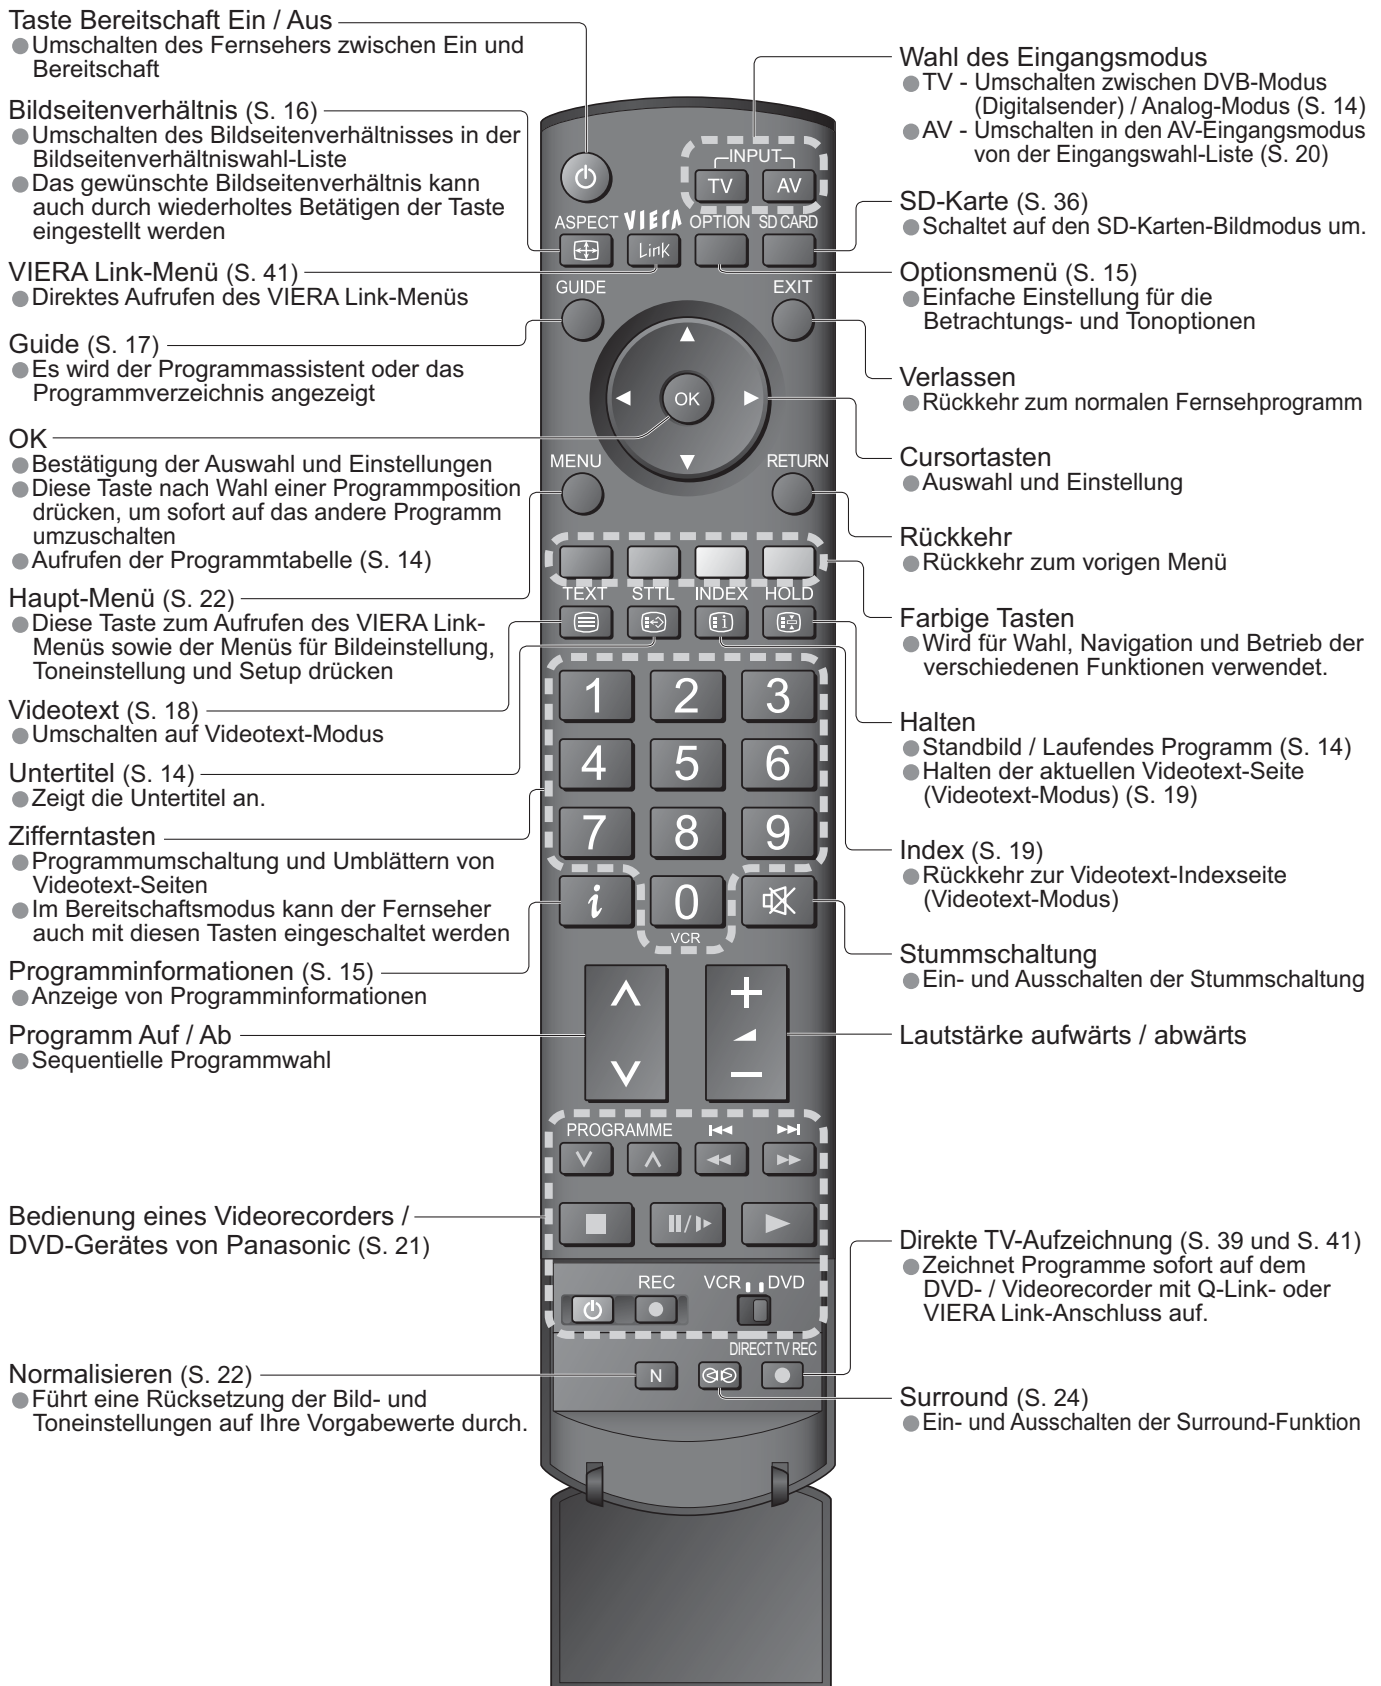 Taste Bereitschaft Ein / Aus
●Umschalten des Fernsehers zwischen Ein und
Bereitschaft
Bildseitenverhältnis (S. 16)
●Umschalten des Bildseitenverhältnisses in der
Bildseitenverhältniswahl-Liste
●Das gewünschte Bildseitenverhältnis kann
auch durch wiederholtes Betätigen der Taste
eingestellt werden
VIERA Link-Menü (S. 41)
●Direktes Aufrufen des VIERA Link-Menüs
Guide (S. 17)
●Es wird der Programmassistent oder das
Programmverzeichnis angezeigt
OK
●Bestätigung der Auswahl und Einstellungen
●Diese Taste nach Wahl einer Programmposition
drücken, um sofort auf das andere Programm
umzuschalten
●Aufrufen der Programmtabelle (S. 14)
Haupt-Menü (S. 22)
●Diese Taste zum Aufrufen des VIERA Link-
Menüs sowie der Menüs für Bildeinstellung,
Toneinstellung und Setup drücken
Videotext (S. 18)
●Umschalten auf Videotext-Modus
Untertitel (S. 14)
●Zeigt die Untertitel an.
Zifferntasten
●Programmumschaltung und Umblättern von
Videotext-Seiten
●Im Bereitschaftsmodus kann der Fernseher
auch mit diesen Tasten eingeschaltet werden
Programminformationen (S. 15)
●Anzeige von Programminformationen
Programm Auf / Ab
●Sequentielle Programmwahl
Bedienung eines Videorecorders /
DVD-Gerätes von Panasonic (S. 21)
Normalisieren (S. 22)
●Führt eine Rücksetzung der Bild- und
Toneinstellungen auf Ihre Vorgabewerte durch.
INPUT
TV AV
ASPECT VIERA OPTION SD CARD
Link
GUIDE EXIT
OK
MENU RETURN
TEXT STTL INDEX HOLD
1 2 3
4 5 6
7 8 9
i 0
VCR
PROGRAMME
REC VCR DVD
DIRECT TV REC
N
Wahl des Eingangsmodus
●TV - Umschalten zwischen DVB-Modus
(Digitalsender) / Analog-Modus (S. 14)
●AV - Umschalten in den AV-Eingangsmodus
von der Eingangswahl-Liste (S. 20)
SD-Karte (S. 36)
●Schaltet auf den SD-Karten-Bildmodus um.
Optionsmenü (S. 15)
●Einfache Einstellung für die
Betrachtungs- und Tonoptionen
Verlassen
●Rückkehr zum normalen Fernsehprogramm
Cursortasten
●Auswahl und Einstellung
Rückkehr
●Rückkehr zum vorigen Menü
Farbige Tasten
●Wird für Wahl, Navigation und Betrieb der
verschiedenen Funktionen verwendet.
Halten
●Standbild / Laufendes Programm (S. 14)
●Halten der aktuellen Videotext-Seite
(Videotext-Modus) (S. 19)
Index (S. 19)
●Rückkehr zur Videotext-Indexseite
(Videotext-Modus)
Stummschaltung
●Ein- und Ausschalten der Stummschaltung
Lautstärke aufwärts / abwärts
Direkte TV-Aufzeichnung (S. 39 und S. 41)
●Zeichnet Programme sofort auf dem
DVD- / Videorecorder mit Q-Link- oder
VIERA Link-Anschluss auf.
Surround (S. 24)
●Ein- und Ausschalten der Surround-Funktion